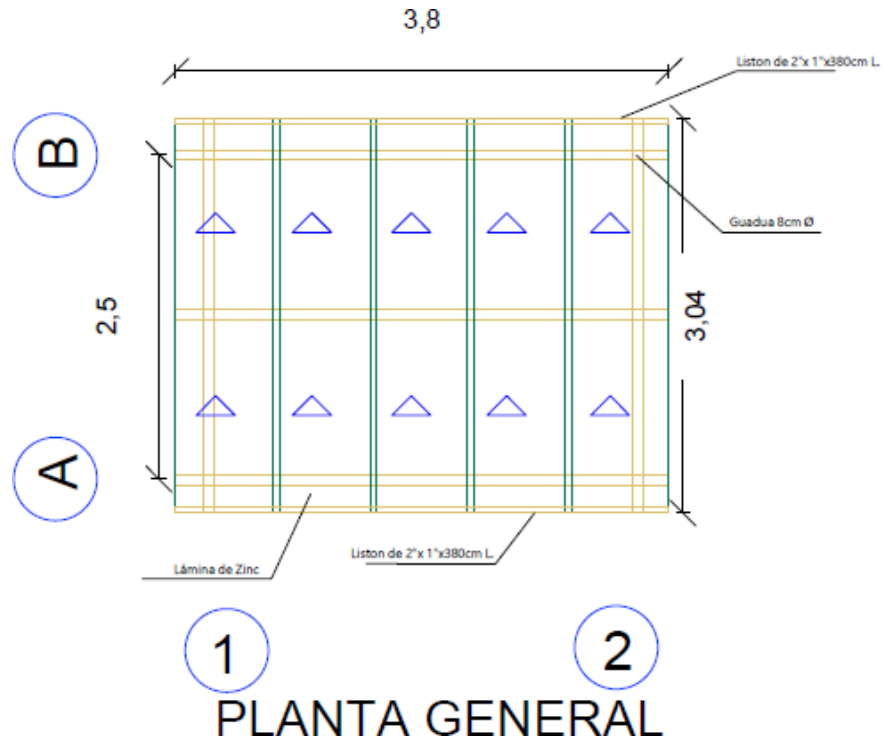 3,8
Liston de 2"x 1"x380cm L.
B
Guadua 8cm Ø
2,5
3,04
A
Liston de 2"x 1"x380cm L.
Lámina de Zinc
1
2
PLANTA GENERAL